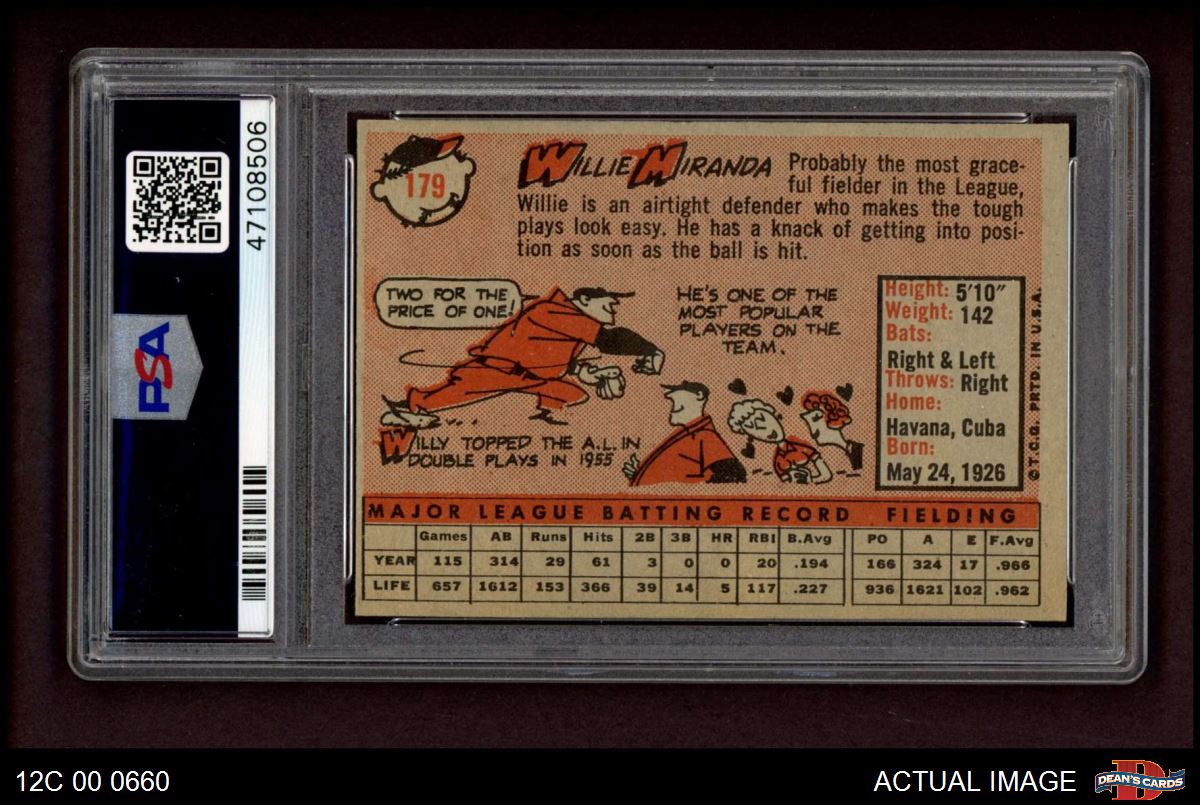 47108506
PSA
179
WILLIE MIRANDA
Probably the most grace-
ful fielder in the League,
Willie is an airtight defender who makes the tough
plays look easy. He has a knack of getting into posi-
tion as soon as the ball is hit.
TWO FOR THE
PRICE OF ONE!
HE'S ONE OF THE
MOST POPULAR
PLAYERS ON THE
TEAM.
WILLY TOPPED THE A.L. IN
DOUBLE PLAYS IN 1955
Height: 5'10"
Weight: 142
Bats:
Right & Left
Throws: Right
Home:
Havana, Cuba
Born:
May 24, 1926
©T.C.G. PRTD. IN U.S.A.
MAJOR LEAGUE BATTING RECORD FIELDING
Games AB Runs Hits 2B 3B HR RBI B.Avg PO A E F.Avg
YEAR 115 314 29 61 3 0 0 20 .194 166 324 17 .966
LIFE 657 1612 153 366 39 14 5 117 .227 936 1621 102 .962
12C 00 0660
ACTUAL IMAGE
D
DEAN'S CARDS